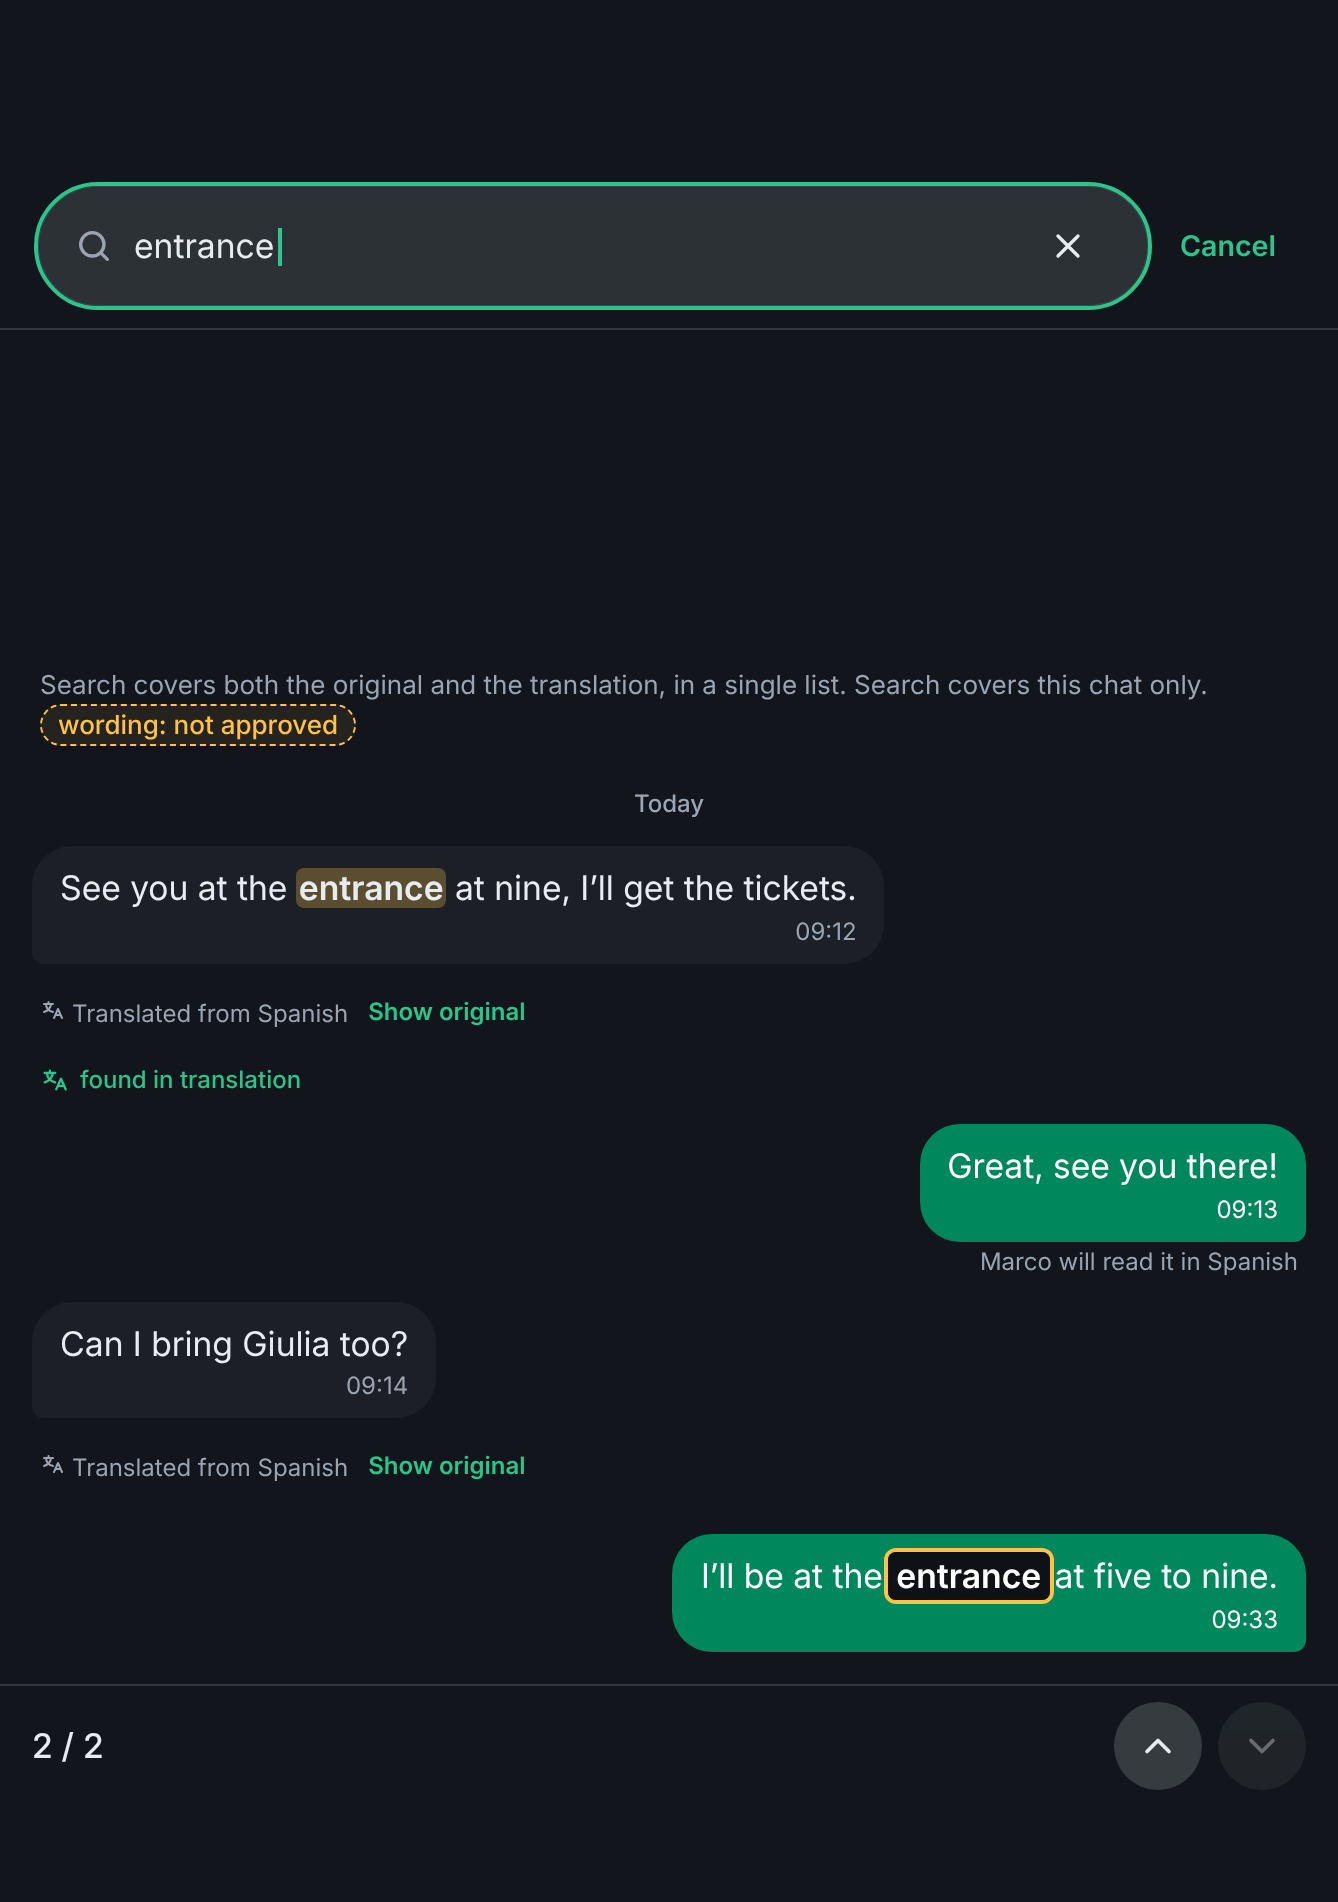 entrance
Cancel
Search covers both the original and the translation, in a single list. Search covers this chat only.
wording: not approved
Today
See you at the entrance at nine, I’ll get the tickets.
09:12
Translated from Spanish Show original
found in translation
Great, see you there!
09:13
Marco will read it in Spanish
Can I bring Giulia too?
09:14
Translated from Spanish Show original
I’ll be at the entrance at five to nine.
09:33
2 / 2